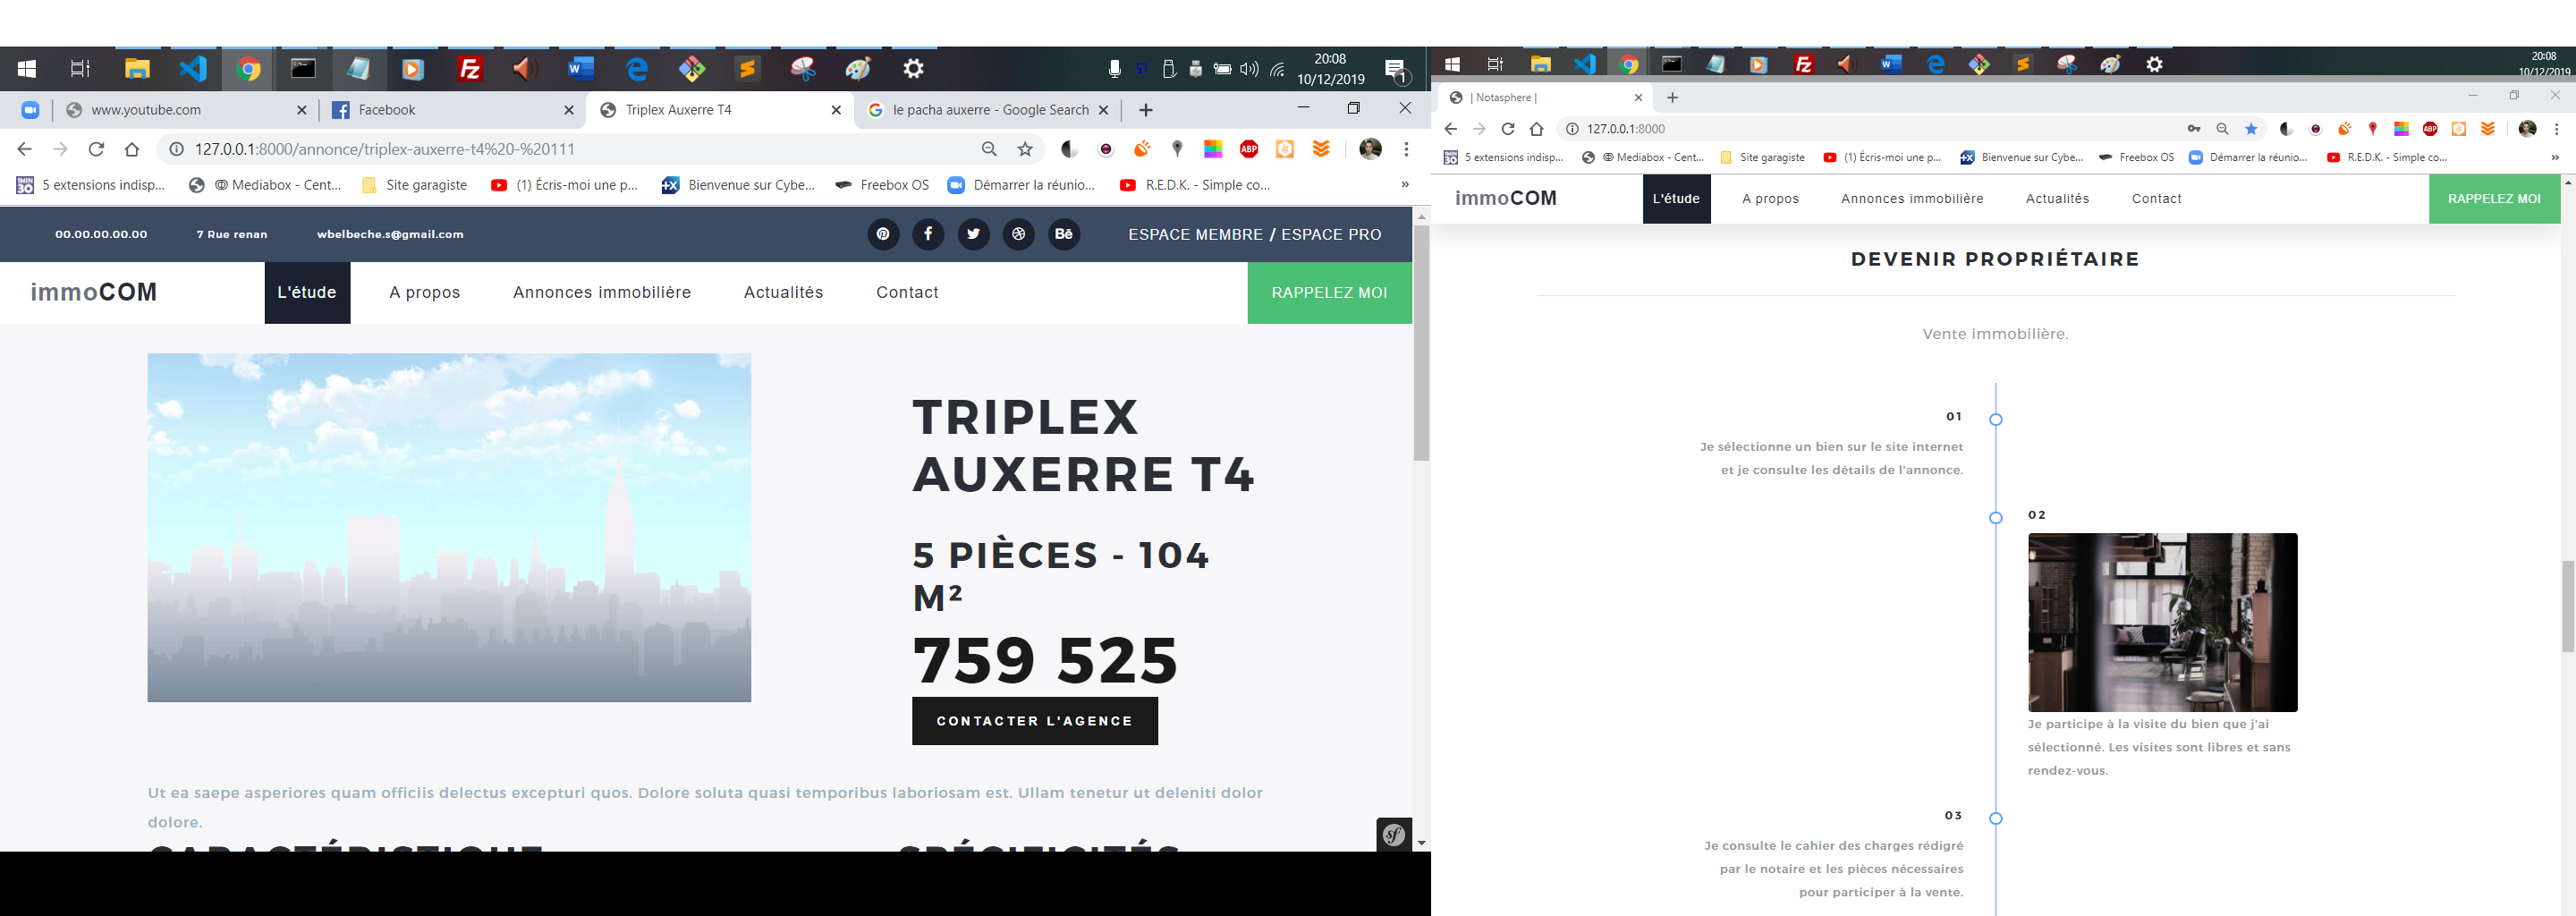 20:08
10/12/2019
1
www.youtube.com
Facebook
Triplex Auxerre T4
le pacha auxerre - Google Search
127.0.0.1:8000/annonce/triplex-auxerre-t4%20-%20111
ABP
5 extensions indisp...
Mediabox - Cent...
Site garagiste
(1) Écris-moi une p...
Bienvenue sur Cybe...
Freebox OS
Démarrer la réunio...
R.E.D.K. - Simple co...
»
00.00.00.00.00
7 Rue renan
wbelbeche.s@gmail.com
Bē
ESPACE MEMBRE / ESPACE PRO
immoCOM
L'étude
A propos
Annonces immobilière
Actualités
Contact
RAPPELEZ MOI
TRIPLEX
AUXERRE T4
5 PIÈCES - 104
M²
759 525
CONTACTER L'AGENCE
Ut ea saepe asperiores quam officiis delectus excepturi quos. Dolore soluta quasi temporibus laboriosam est. Ullam tenetur ut deleniti dolor
dolore.
CARACTÉRISTIQUE
SPÉCIFICITÉS
sf
20:08
10/12/2019
| Notasphere |
127.0.0.1:8000
ABP
5 extensions indisp...
Mediabox - Cent...
Site garagiste
(1) Écris-moi une p...
Bienvenue sur Cybe...
Freebox OS
Démarrer la réunio...
R.E.D.K. - Simple co...
»
immoCOM
L'étude
A propos
Annonces immobilière
Actualités
Contact
RAPPELEZ MOI
DEVENIR PROPRIÉTAIRE
Vente immobilière.
01
Je sélectionne un bien sur le site internet
et je consulte les détails de l'annonce.
02
Je participe à la visite du bien que j'ai
sélectionné. Les visites sont libres et sans
rendez-vous.
03
Je consulte le cahier des charges rédigré
par le notaire et les pièces nécessaires
pour participer à la vente.